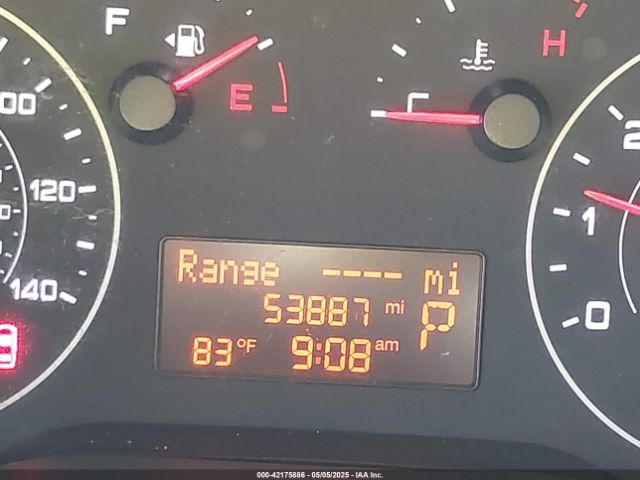 F
E
C
H
00
120
140
2
1
0
Range ---- mi
53887 mi
P
83°F 9:08 am
000-42175886 - 05/05/2025 - IAA Inc.